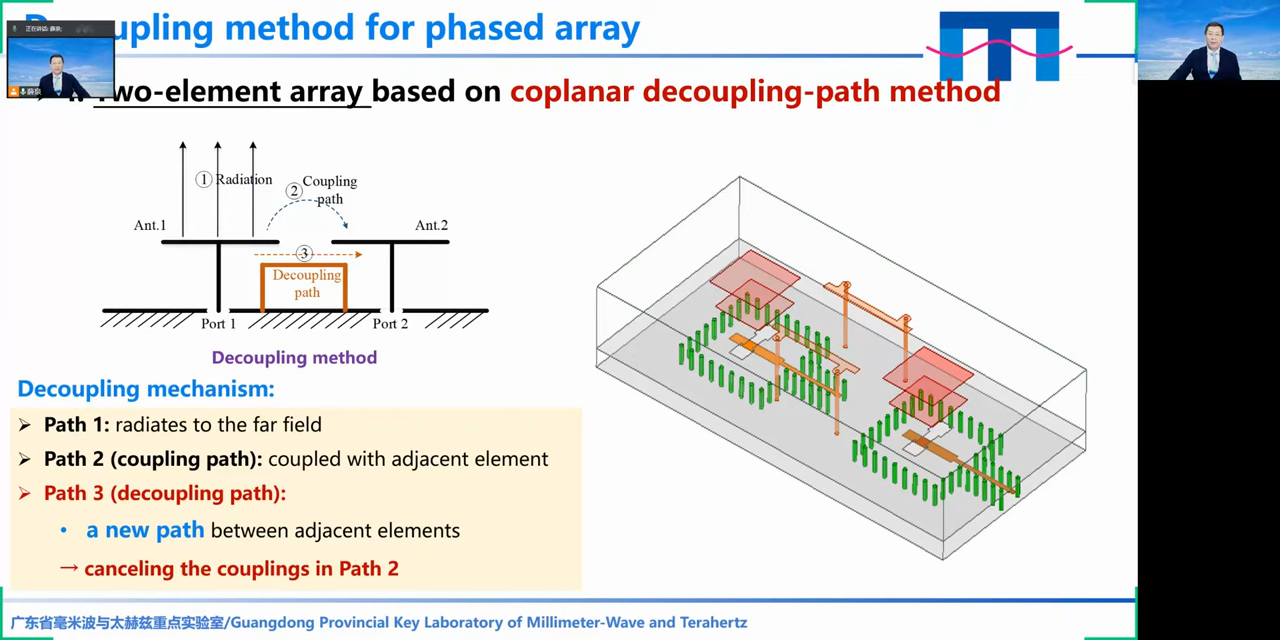 upling method for phased array
正在讲话: 薛泉;
薛泉
wo-element array based on coplanar decoupling-path method
① Radiation
② Coupling path
Ant.1
Ant.2
③
Decoupling
path
Port 1
Port 2
Decoupling method
Decoupling mechanism:
➢ Path 1: radiates to the far field
➢ Path 2 (coupling path): coupled with adjacent element
➢ Path 3 (decoupling path):
• a new path between adjacent elements
→ canceling the couplings in Path 2
广东省毫米波与太赫兹重点实验室/Guangdong Provincial Key Laboratory of Millimeter-Wave and Terahertz